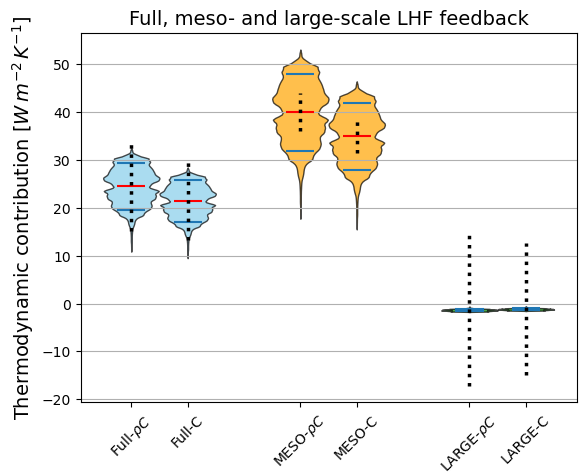 Full, meso- and large-scale LHF feedback
Thermodynamic contribution [W m⁻² K⁻¹]
50
40
30
20
10
0
−10
−20
Full-ρC
Full-C
MESO-ρC
MESO-C
LARGE-ρC
LARGE-C